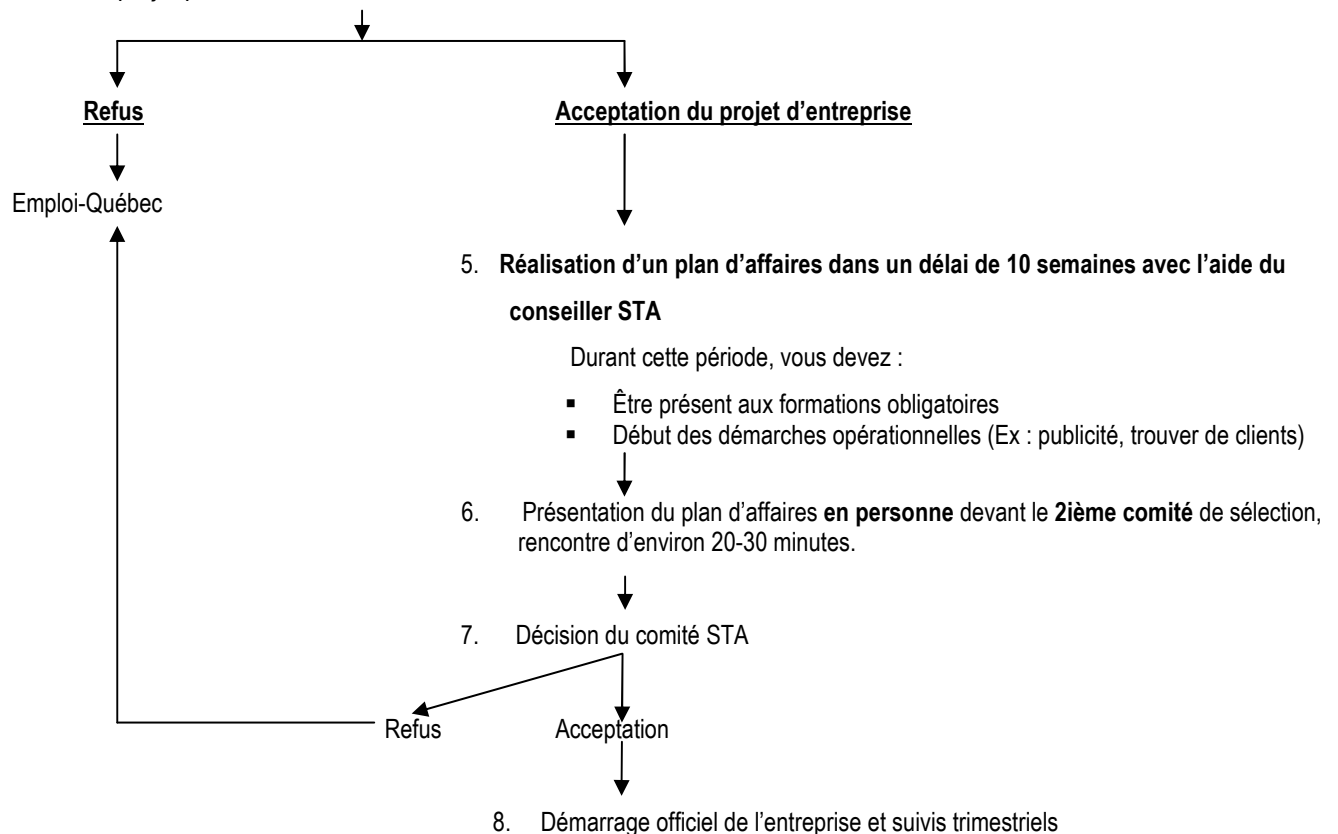 Refus
Acceptation du projet d’entreprise
Emploi-Québec
5. Réalisation d’un plan d’affaires dans un délai de 10 semaines avec l’aide du
conseiller STA
Durant cette période, vous devez :
▪ Être présent aux formations obligatoires
▪ Début des démarches opérationnelles (Ex : publicité, trouver de clients)
6. Présentation du plan d’affaires en personne devant le 2ième comité de sélection,
rencontre d’environ 20-30 minutes.
7. Décision du comité STA
Refus
Acceptation
8. Démarrage officiel de l’entreprise et suivis trimestriels